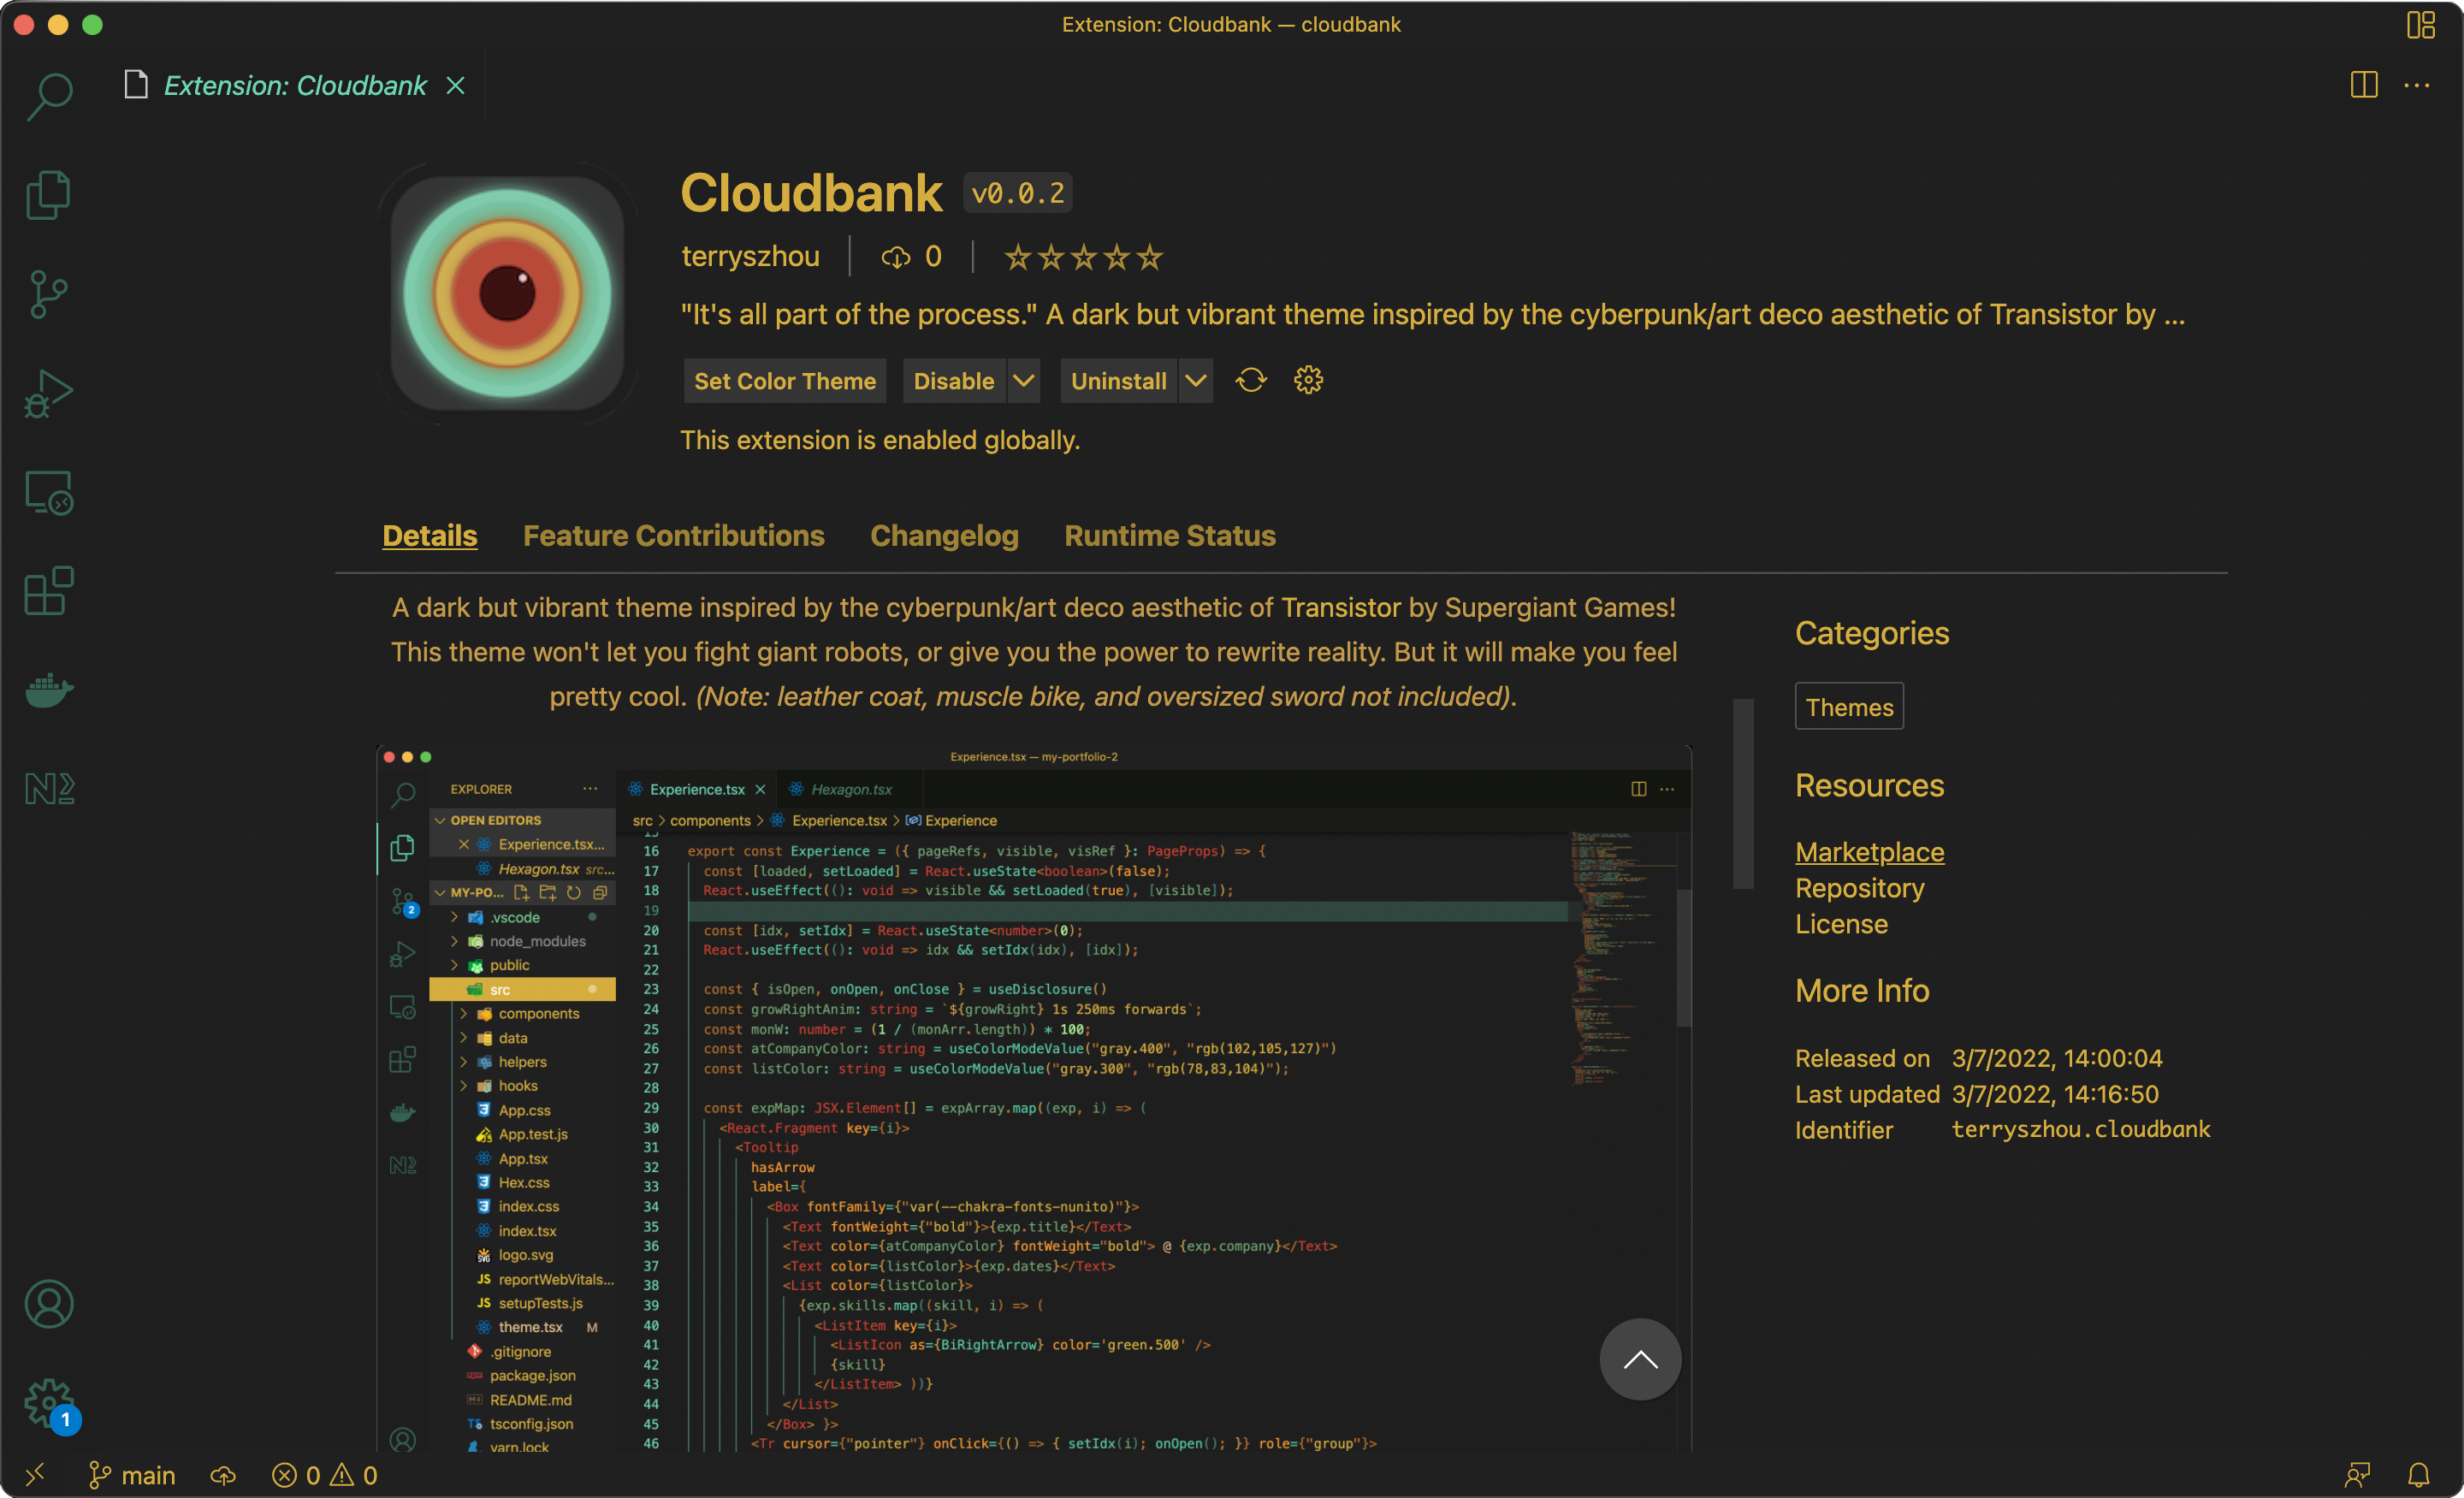 Extension: Cloudbank — cloudbank
Extension: Cloudbank
Cloudbank v0.0.2
terryszhou 0
"It's all part of the process." A dark but vibrant theme inspired by the cyberpunk/art deco aesthetic of Transistor by ...
Set Color Theme Disable Uninstall
This extension is enabled globally.
Details Feature Contributions Changelog Runtime Status
A dark but vibrant theme inspired by the cyberpunk/art deco aesthetic of Transistor by Supergiant Games!
This theme won't let you fight giant robots, or give you the power to rewrite reality. But it will make you feel
pretty cool. (Note: leather coat, muscle bike, and oversized sword not included).
Experience.tsx — my-portfolio-2
EXPLORER ...
OPEN EDITORS
Experience.tsx...
Hexagon.tsx src...
MY-PO...
.vscode
node_modules
public
src
components
data
helpers
hooks
App.css
App.test.js
App.tsx
Hex.css
index.css
index.tsx
logo.svg
JS reportWebVitals...
JS setupTests.js
theme.tsx M
.gitignore
package.json
README.md
TS tsconfig.json
yarn.lock
2
Experience.tsx Hexagon.tsx
src > components > Experience.tsx > Experience
15
16 export const Experience = ({ pageRefs, visible, visRef }: PageProps) => {
17 const [loaded, setLoaded] = React.useState<boolean>(false);
18 React.useEffect((): void => visible && setLoaded(true), [visible]);
19
20 const [idx, setIdx] = React.useState<number>(0);
21 React.useEffect((): void => idx && setIdx(idx), [idx]);
22
23 const { isOpen, onOpen, onClose } = useDisclosure()
24 const growRightAnim: string = `${growRight} 1s 250ms forwards`;
25 const monW: number = (1 / (monArr.length)) * 100;
26 const atCompanyColor: string = useColorModeValue("gray.400", "rgb(102,105,127)")
27 const listColor: string = useColorModeValue("gray.300", "rgb(78,83,104)");
28
29 const expMap: JSX.Element[] = expArray.map((exp, i) => (
30 <React.Fragment key={i}>
31 <Tooltip
32 hasArrow
33 label={
34 <Box fontFamily={"var(--chakra-fonts-nunito)"}>
35 <Text fontWeight={"bold"}>{exp.title}</Text>
36 <Text color={atCompanyColor} fontWeight="bold"> @ {exp.company}</Text>
37 <Text color={listColor}>{exp.dates}</Text>
38 <List color={listColor}>
39 {exp.skills.map((skill, i) => (
40 <ListItem key={i}>
41 <ListIcon as={BiRightArrow} color='green.500' />
42 {skill}
43 </ListItem> ))}
44 </List>
45 </Box> }>
46 <Tr cursor={"pointer"} onClick={() => { setIdx(i); onOpen(); }} role={"group"}>
Categories
Themes
Resources
Marketplace
Repository
License
More Info
Released on 3/7/2022, 14:00:04
Last updated 3/7/2022, 14:16:50
Identifier terryszhou.cloudbank
1
main 0 0